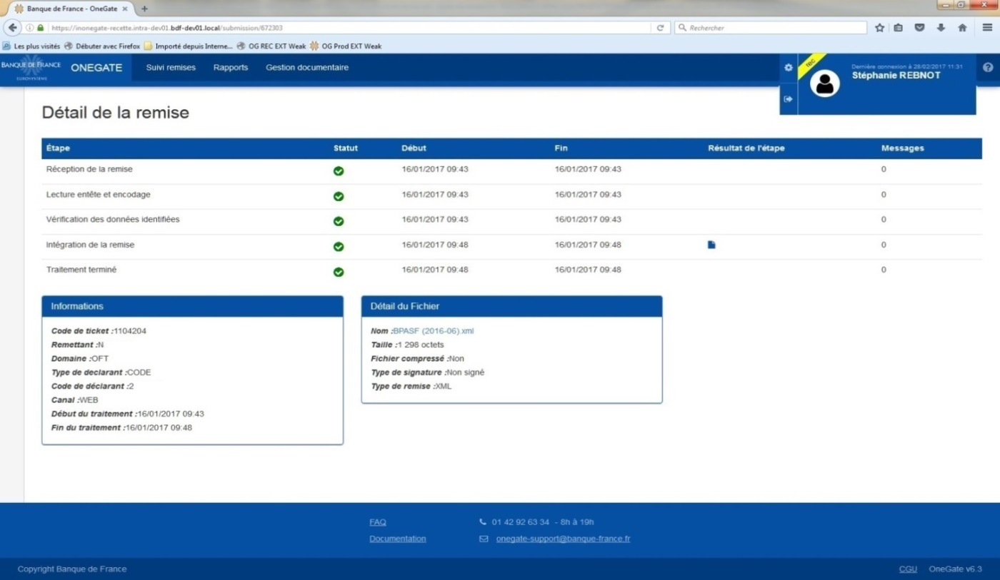 Banque de France - OneGate × +
https://inonegate-recette.intra-dev01.bdf-dev01.local/submission/672303 Rechercher
Les plus visités Débuter avec Firefox Importé depuis Interne... OG REC EXT Weak OG Prod EXT Weak
BANQUE DE FRANCE
EUROSYSTÈME
ONEGATE Suivi remises Rapports Gestion documentaire
rec
Dernière connexion à 28/02/2017 11:31
Stéphanie REBNOT
Détail de la remise
Étape Statut Début Fin Résultat de l'étape Messages
Réception de la remise 16/01/2017 09:43 16/01/2017 09:43 0
Lecture entête et encodage 16/01/2017 09:43 16/01/2017 09:43 0
Vérification des données identifiées 16/01/2017 09:43 16/01/2017 09:43 0
Intégration de la remise 16/01/2017 09:48 16/01/2017 09:48 0
Traitement terminé 16/01/2017 09:48 16/01/2017 09:48 0
Informations
Code de ticket :1104204
Remettant :N
Domaine :OFT
Type de declarant :CODE
Code de déclarant :2
Canal :WEB
Début du traitement :16/01/2017 09:43
Fin du traitement :16/01/2017 09:48
Détail du Fichier
Nom :BPASF (2016-06).xml
Taille :1 298 octets
Fichier compressé :Non
Type de signature :Non signé
Type de remise :XML
FAQ 01 42 92 63 34 - 8h à 19h
Documentation onegate-support@banque-france.fr
Copyright Banque de France CGU OneGate v6.3